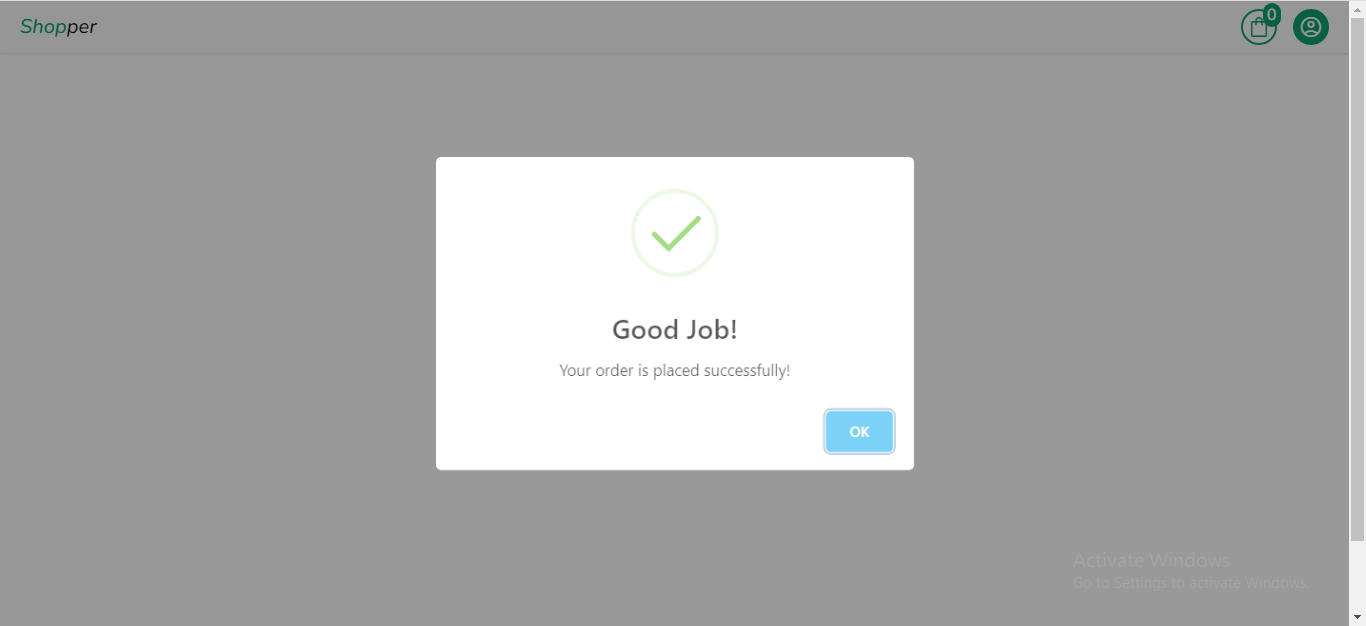 Shopper
0
Good Job!
Your order is placed successfully!
OK
Activate Windows
Go to Settings to activate Windows.